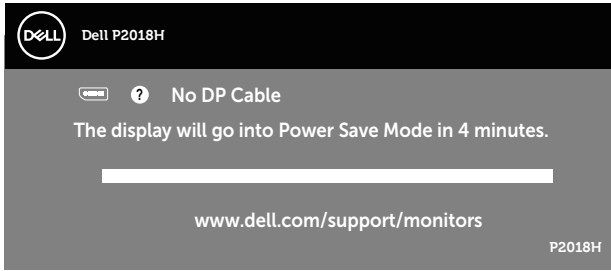 DELL
Dell P2018H
? No DP Cable
The display will go into Power Save Mode in 4 minutes.
www.dell.com/support/monitors
P2018H